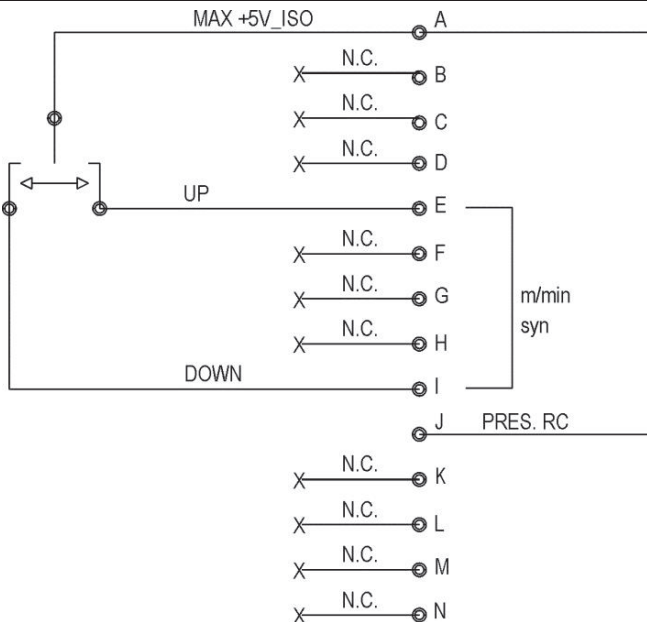 MAX +5V_ISO A
N.C. B
X
N.C. C
X
N.C. D
X
UP E
N.C. F
X
N.C. G
X
m/min
syn
N.C. H
X
DOWN I
J PRES. RC
N.C. K
X
N.C. L
X
N.C. M
X
N.C. N
X